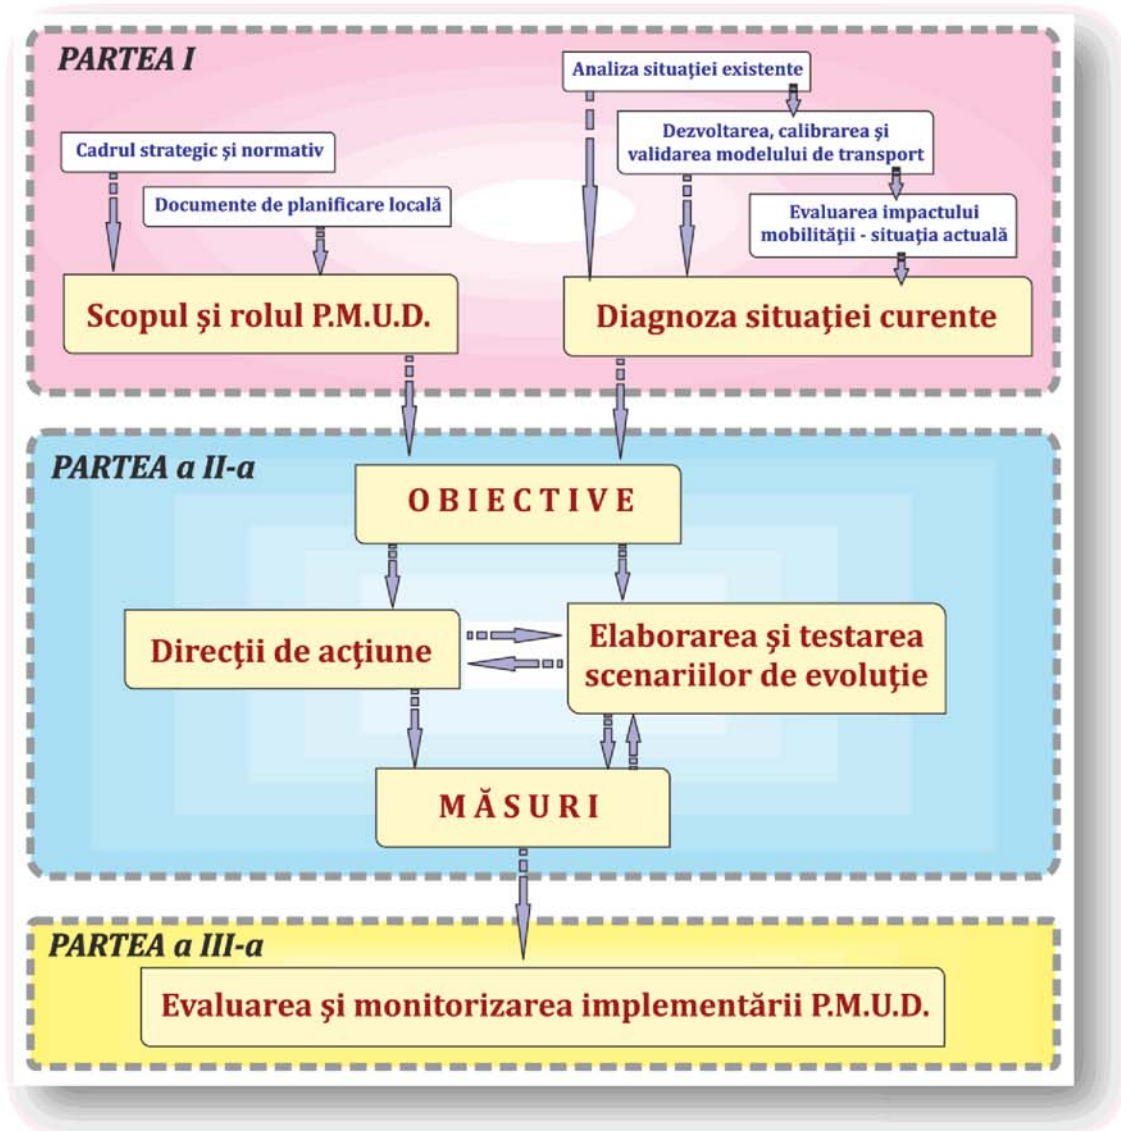 PARTEA I
Analiza situației existente
Dezvoltarea, calibrarea și
validarea modelului de transport
Cadrul strategic și normativ
Documente de planificare locală
Evaluarea impactului
mobilității - situația actuală
Scopul și rolul P.M.U.D.
Diagnoza situației curente
PARTEA a II-a
OBIECTIVE
Direcții de acțiune
Elaborarea și testarea
scenariilor de evoluție
MĂSURI
PARTEA a III-a
Evaluarea și monitorizarea implementării P.M.U.D.